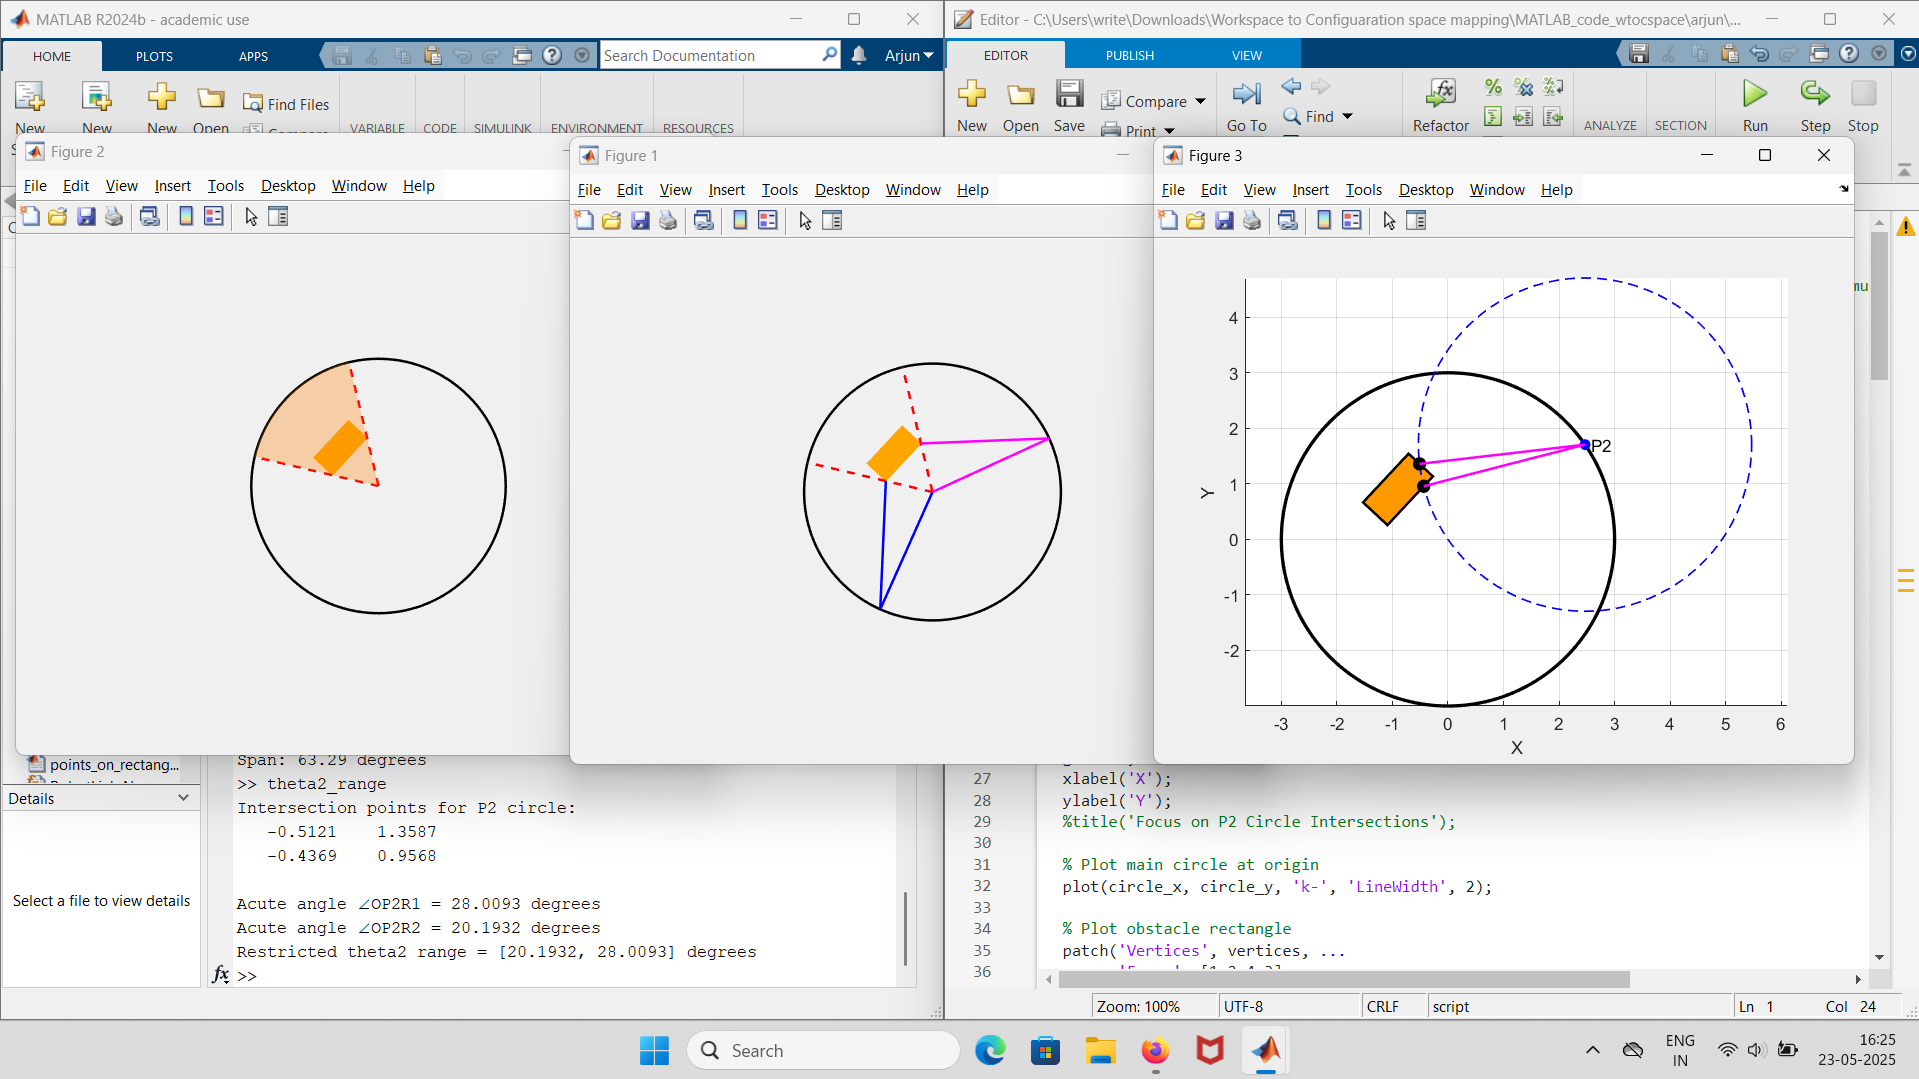 MATLAB R2024b - academic use
HOME PLOTS APPS
Search Documentation
Arjun
New New New Open
Find Files
Compare
VARIABLE CODE SIMULINK ENVIRONMENT RESOURCES
Editor - C:\Users\write\Downloads\Workspace to Configuaration space mapping\MATLAB_code_wtocspace\arjun\...
EDITOR PUBLISH VIEW
New Open Save
Compare
Print
Go To
Find
Refactor
ANALYZE SECTION
Run Step Stop
Figure 2
File Edit View Insert Tools Desktop Window Help
Figure 1
File Edit View Insert Tools Desktop Window Help
Figure 3
File Edit View Insert Tools Desktop Window Help
4
3
2
1
0
-1
-2
-3 -2 -1 0 1 2 3 4 5 6
X
Y
P2
mu
points_on_rectang...
Details
Select a file to view details
Span: 63.29 degrees
>> theta2_range
Intersection points for P2 circle:
-0.5121 1.3587
-0.4369 0.9568
Acute angle ∠OP2R1 = 28.0093 degrees
Acute angle ∠OP2R2 = 20.1932 degrees
Restricted theta2 range = [20.1932, 28.0093] degrees
fx >>
27 xlabel('X');
28 ylabel('Y');
29 %title('Focus on P2 Circle Intersections');
30
31 % Plot main circle at origin
32 plot(circle_x, circle_y, 'k-', 'LineWidth', 2);
33
34 % Plot obstacle rectangle
35 patch('Vertices', vertices, ...
36
Zoom: 100% UTF-8 CRLF script Ln 1 Col 24
Search
ENG
IN
16:25
23-05-2025